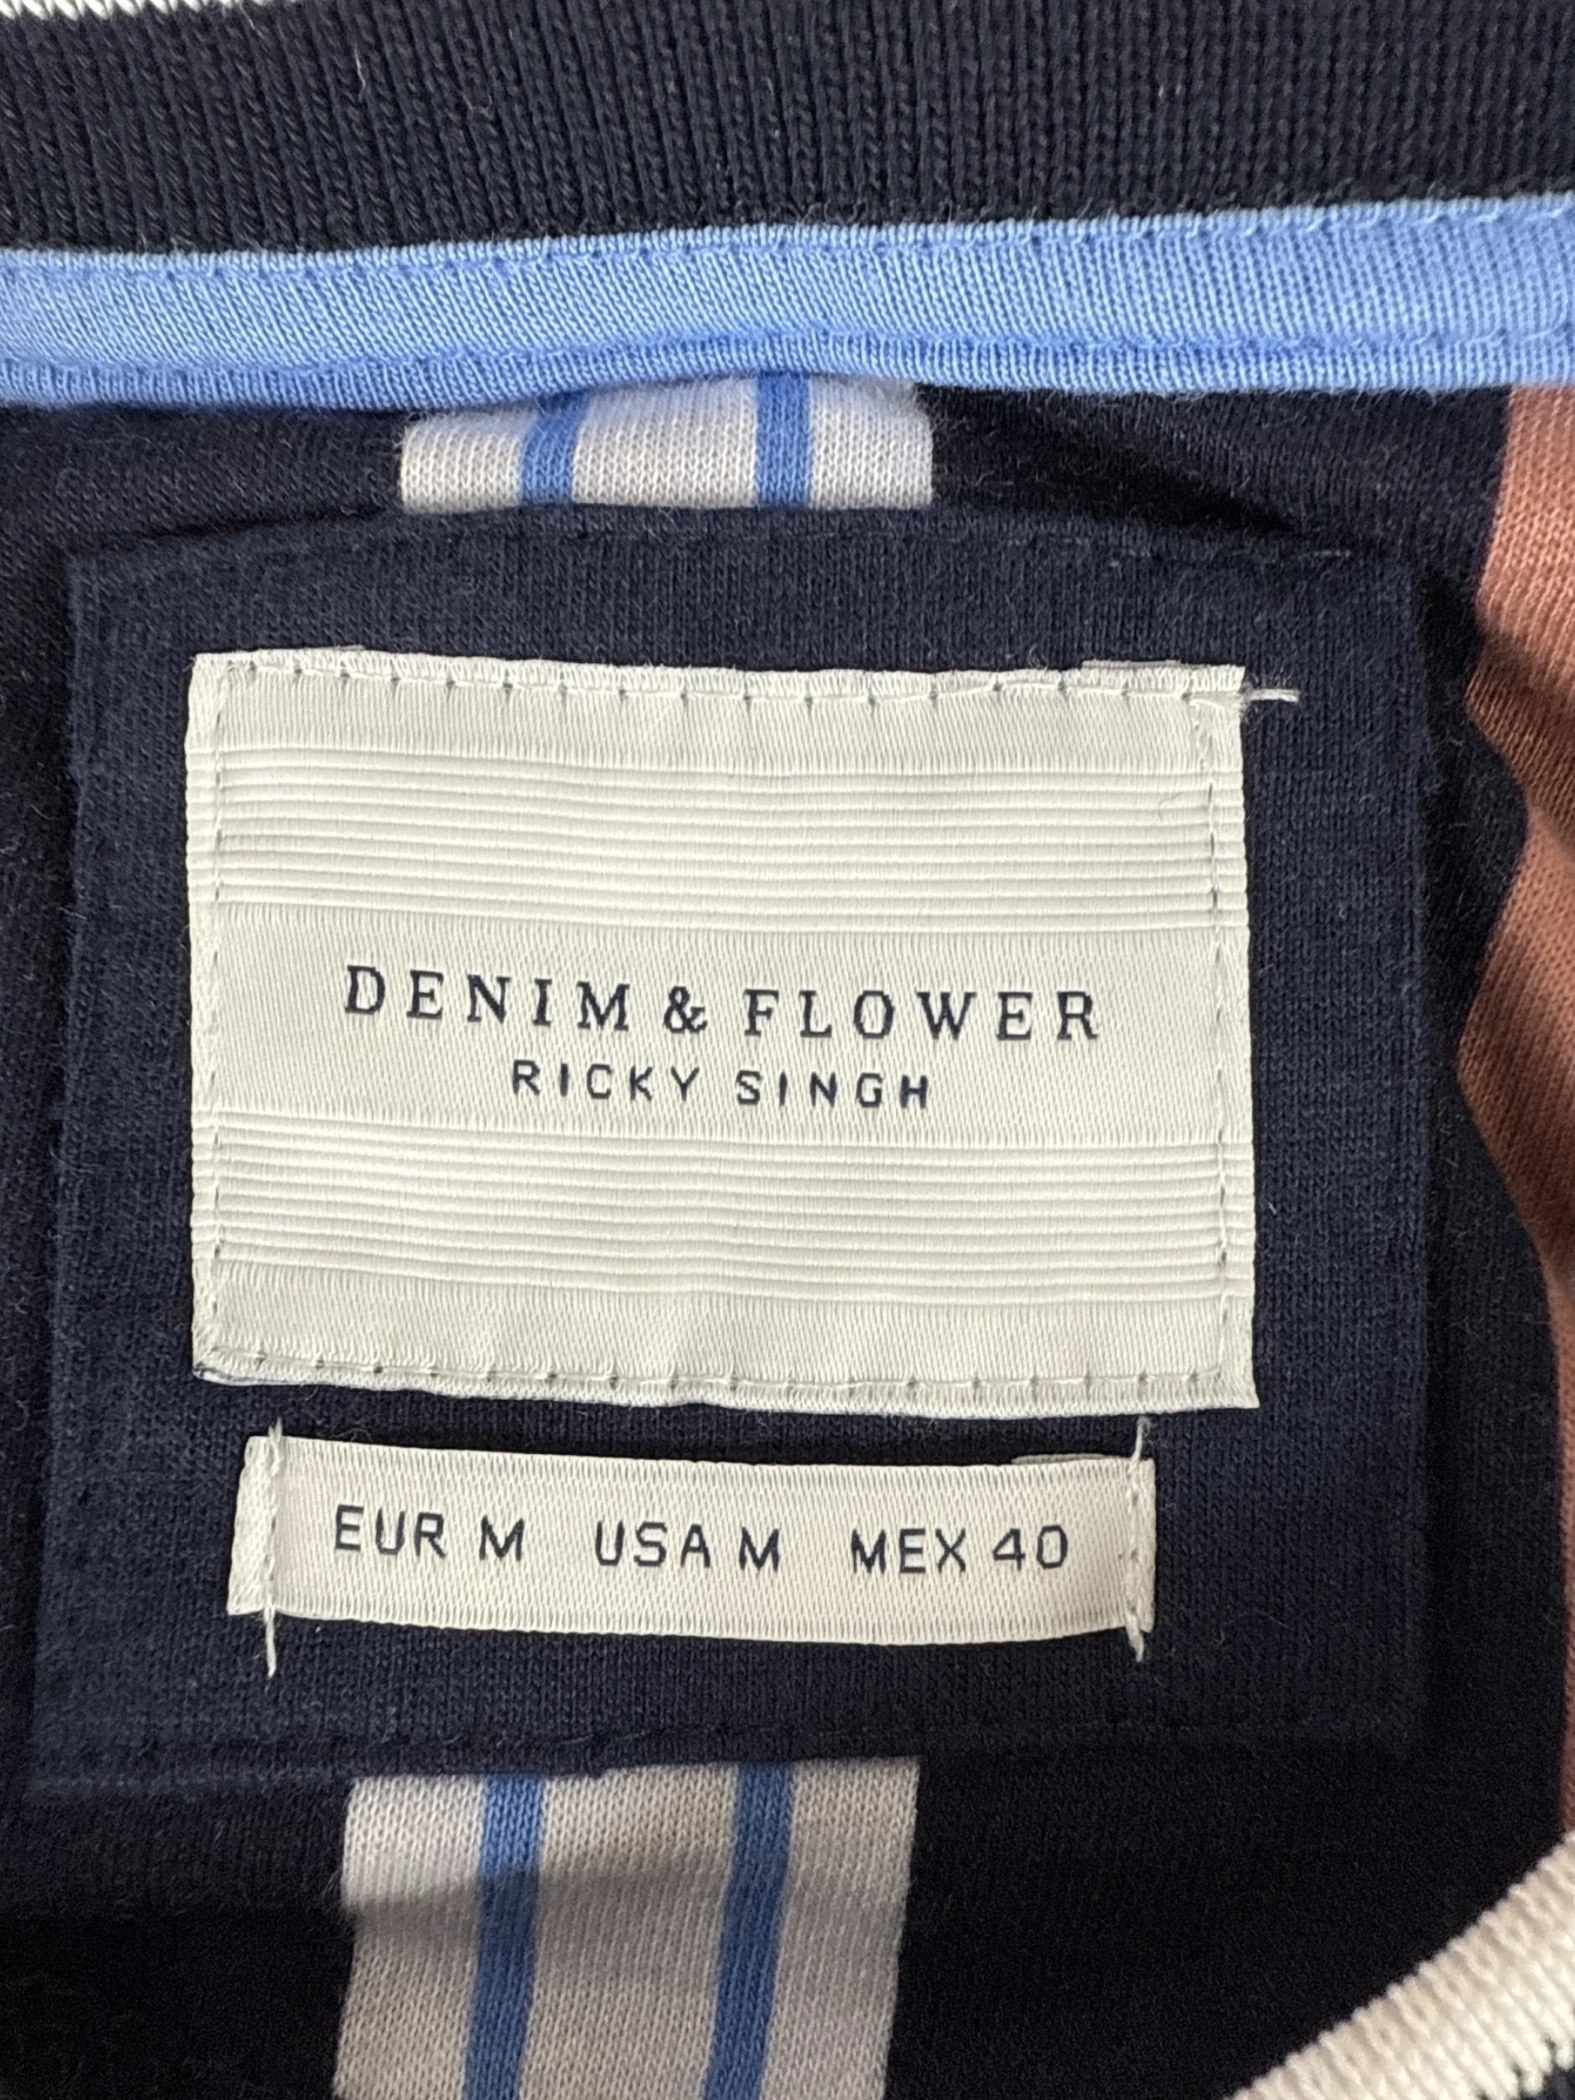 DENIM & FLOWER
RICKY SINGH
EUR M USA M MEX 40